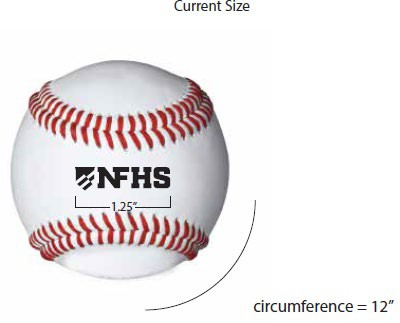 Current Size
NFHS
1.25”
circumference = 12”